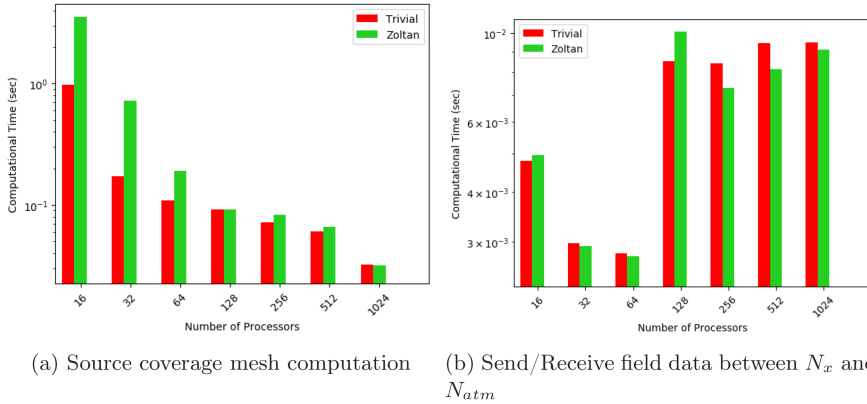 Trivial
Zoltan
10^0
10^{-1}
Computational Time (sec)
16 32 64 128 256 512 1024
Number of Processors
(a) Source coverage mesh computation
Trivial
Zoltan
10^{-2}
6 × 10^{-3}
4 × 10^{-3}
3 × 10^{-3}
Computational Time (sec)
16 32 64 128 256 512 1024
Number of Processors
(b) Send/Receive field data between N_x and
N_{atm}